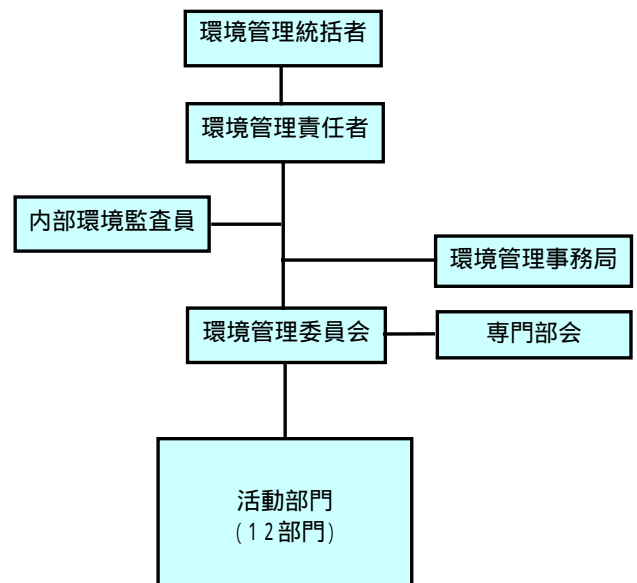 環境管理統括者
環境管理責任者
内部環境監査員
環境管理事務局
環境管理委員会
専門部会
活動部門
(12部門)